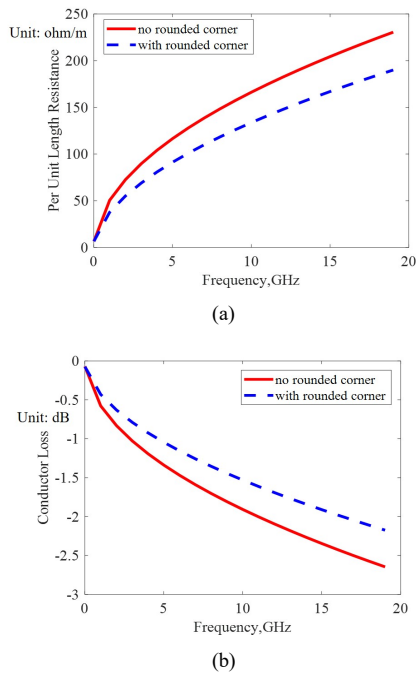 250
Unit: ohm/m
no rounded corner
with rounded corner
200
150
100
50
0
Per Unit Length Resistance
0 5 10 15 20
Frequency,GHz
(a)
0
no rounded corner
with rounded corner
-0.5
Unit: dB
-1
-1.5
-2
-2.5
-3
Conductor Loss
0 5 10 15 20
Frequency,GHz
(b)